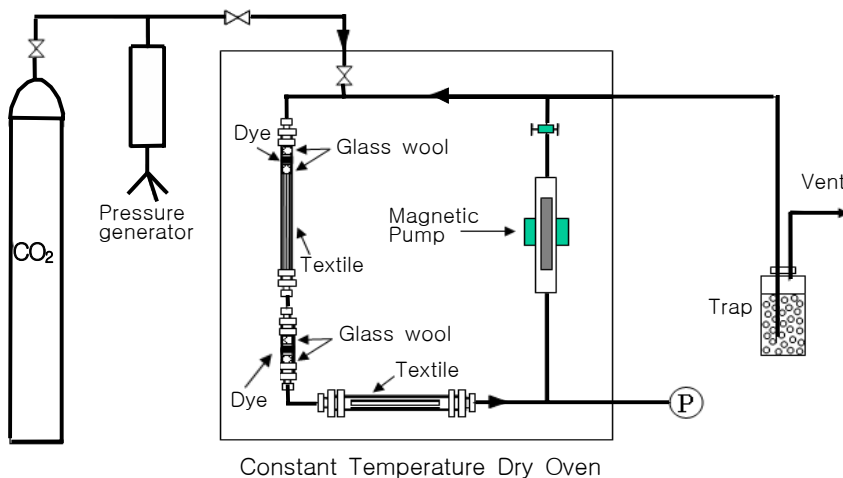 Dye
Glass wool
Vent
Pressure
generator
Magnetic
Pump
CO2
Textile
Trap
Glass wool
Textile
Dye
P
Constant Temperature Dry Oven